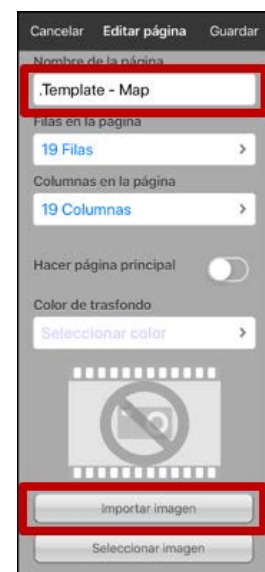 Cancelar Editar página Guardar
Nombre de la página
.Template - Map
Filas en la página
19 Filas >
Columnas en la página
19 Columnas >
Hacer página principal
Color de trasfondo
Seleccionar color >
Importar imagen
Seleccionar imagen